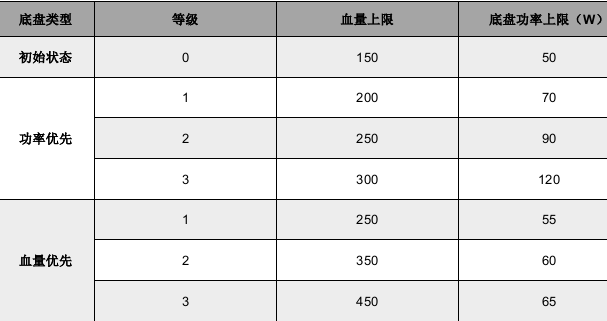 底盘类型 等级 血量上限 底盘功率上限（W）
初始状态 0 150 50
功率优先 1 200 70
2 250 90
3 300 120
血量优先 1 250 55
2 350 60
3 450 65